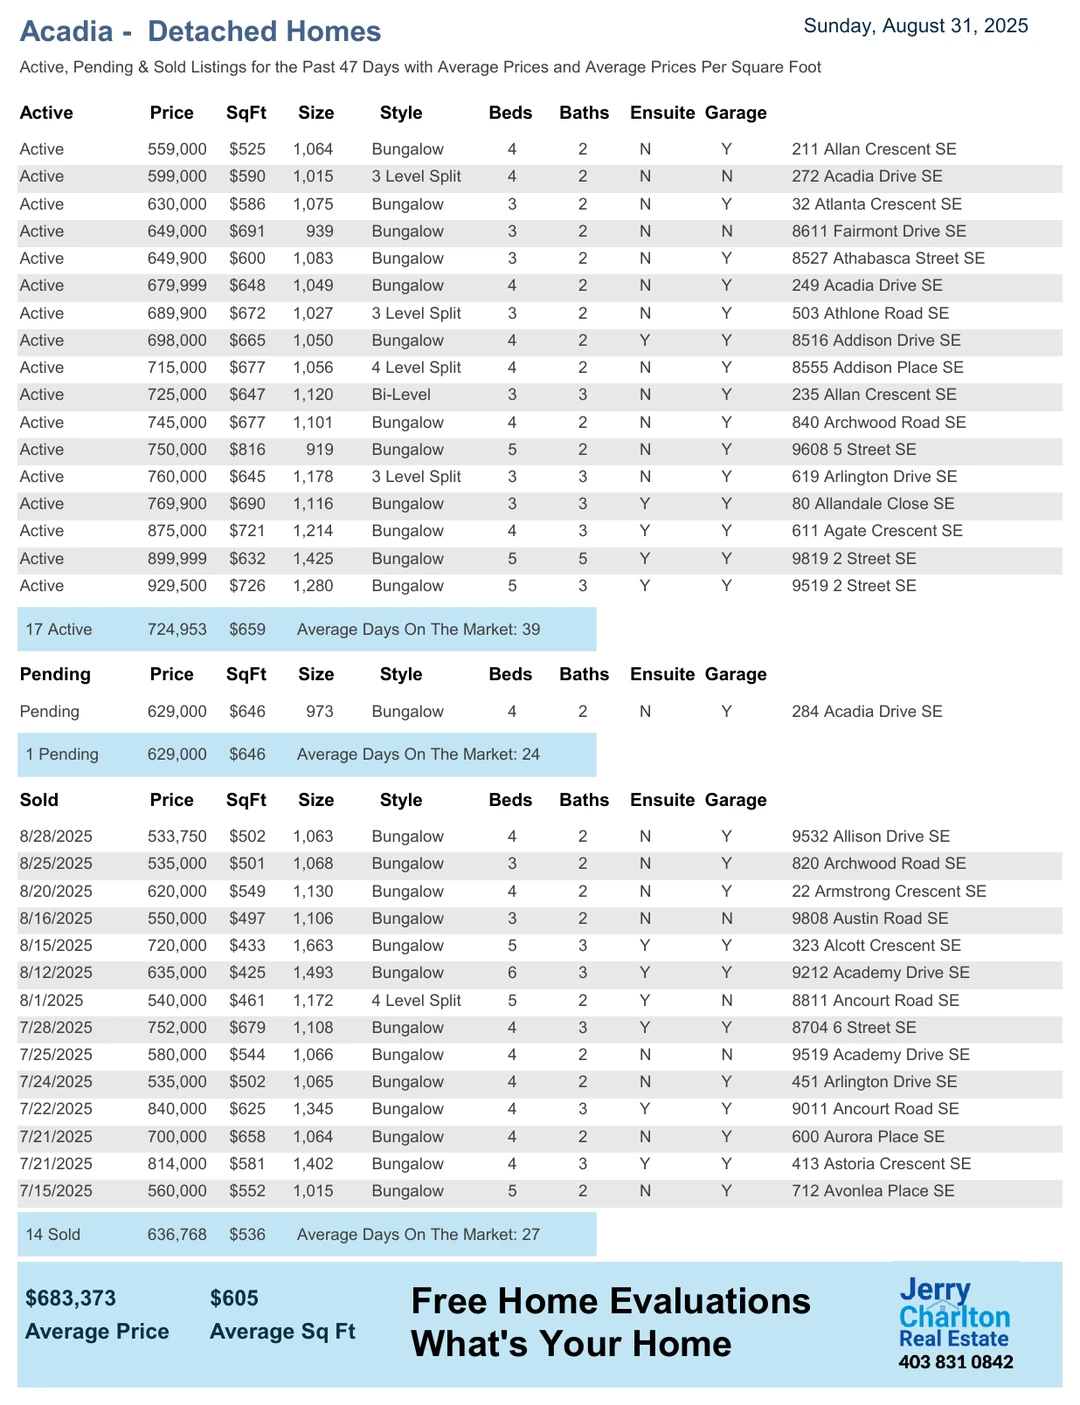 Acadia - Detached Homes
Sunday, August 31, 2025
Active, Pending & Sold Listings for the Past 47 Days with Average Prices and Average Prices Per Square Foot
Active Price SqFt Size Style Beds Baths Ensuite Garage
Active 559,000 $525 1,064 Bungalow 4 2 N Y 211 Allan Crescent SE
Active 599,000 $590 1,015 3 Level Split 4 2 N N 272 Acadia Drive SE
Active 630,000 $586 1,075 Bungalow 3 2 N Y 32 Atlanta Crescent SE
Active 649,000 $691 939 Bungalow 3 2 N N 8611 Fairmont Drive SE
Active 649,900 $600 1,083 Bungalow 3 2 N Y 8527 Athabasca Street SE
Active 679,999 $648 1,049 Bungalow 4 2 N Y 249 Acadia Drive SE
Active 689,900 $672 1,027 3 Level Split 3 2 N Y 503 Athlone Road SE
Active 698,000 $665 1,050 Bungalow 4 2 Y Y 8516 Addison Drive SE
Active 715,000 $677 1,056 4 Level Split 4 2 N Y 8555 Addison Place SE
Active 725,000 $647 1,120 Bi-Level 3 3 N Y 235 Allan Crescent SE
Active 745,000 $677 1,101 Bungalow 4 2 N Y 840 Archwood Road SE
Active 750,000 $816 919 Bungalow 5 2 N Y 9608 5 Street SE
Active 760,000 $645 1,178 3 Level Split 3 3 N Y 619 Arlington Drive SE
Active 769,900 $690 1,116 Bungalow 3 3 Y Y 80 Allandale Close SE
Active 875,000 $721 1,214 Bungalow 4 3 Y Y 611 Agate Crescent SE
Active 899,999 $632 1,425 Bungalow 5 5 Y Y 9819 2 Street SE
Active 929,500 $726 1,280 Bungalow 5 3 Y Y 9519 2 Street SE
17 Active 724,953 $659 Average Days On The Market: 39
Pending Price SqFt Size Style Beds Baths Ensuite Garage
Pending 629,000 $646 973 Bungalow 4 2 N Y 284 Acadia Drive SE
1 Pending 629,000 $646 Average Days On The Market: 24
Sold Price SqFt Size Style Beds Baths Ensuite Garage
8/28/2025 533,750 $502 1,063 Bungalow 4 2 N Y 9532 Allison Drive SE
8/25/2025 535,000 $501 1,068 Bungalow 3 2 N Y 820 Archwood Road SE
8/20/2025 620,000 $549 1,130 Bungalow 4 2 N Y 22 Armstrong Crescent SE
8/16/2025 550,000 $497 1,106 Bungalow 3 2 N N 9808 Austin Road SE
8/15/2025 720,000 $433 1,663 Bungalow 5 3 Y Y 323 Alcott Crescent SE
8/12/2025 635,000 $425 1,493 Bungalow 6 3 Y Y 9212 Academy Drive SE
8/1/2025 540,000 $461 1,172 4 Level Split 5 2 Y N 8811 Ancourt Road SE
7/28/2025 752,000 $679 1,108 Bungalow 4 3 Y Y 8704 6 Street SE
7/25/2025 580,000 $544 1,066 Bungalow 4 2 N N 9519 Academy Drive SE
7/24/2025 535,000 $502 1,065 Bungalow 4 2 N Y 451 Arlington Drive SE
7/22/2025 840,000 $625 1,345 Bungalow 4 3 Y Y 9011 Ancourt Road SE
7/21/2025 700,000 $658 1,064 Bungalow 4 2 N Y 600 Aurora Place SE
7/21/2025 814,000 $581 1,402 Bungalow 4 3 Y Y 413 Astoria Crescent SE
7/15/2025 560,000 $552 1,015 Bungalow 5 2 N Y 712 Avonlea Place SE
14 Sold 636,768 $536 Average Days On The Market: 27
$683,373 $605
Average Price Average Sq Ft
Free Home Evaluations
What's Your Home
Jerry
Charlton
Real Estate
403 831 0842